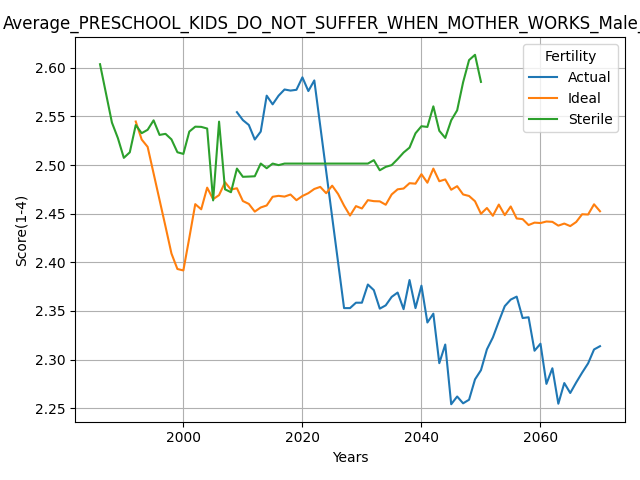 Average_PRESCHOOL_KIDS_DO_NOT_SUFFER_WHEN_MOTHER_WORKS_Male_
Fertility
Actual
Ideal
Sterile
Score(1-4)
2.60
2.55
2.50
2.45
2.40
2.35
2.30
2.25
2000
2020
2040
2060
Years